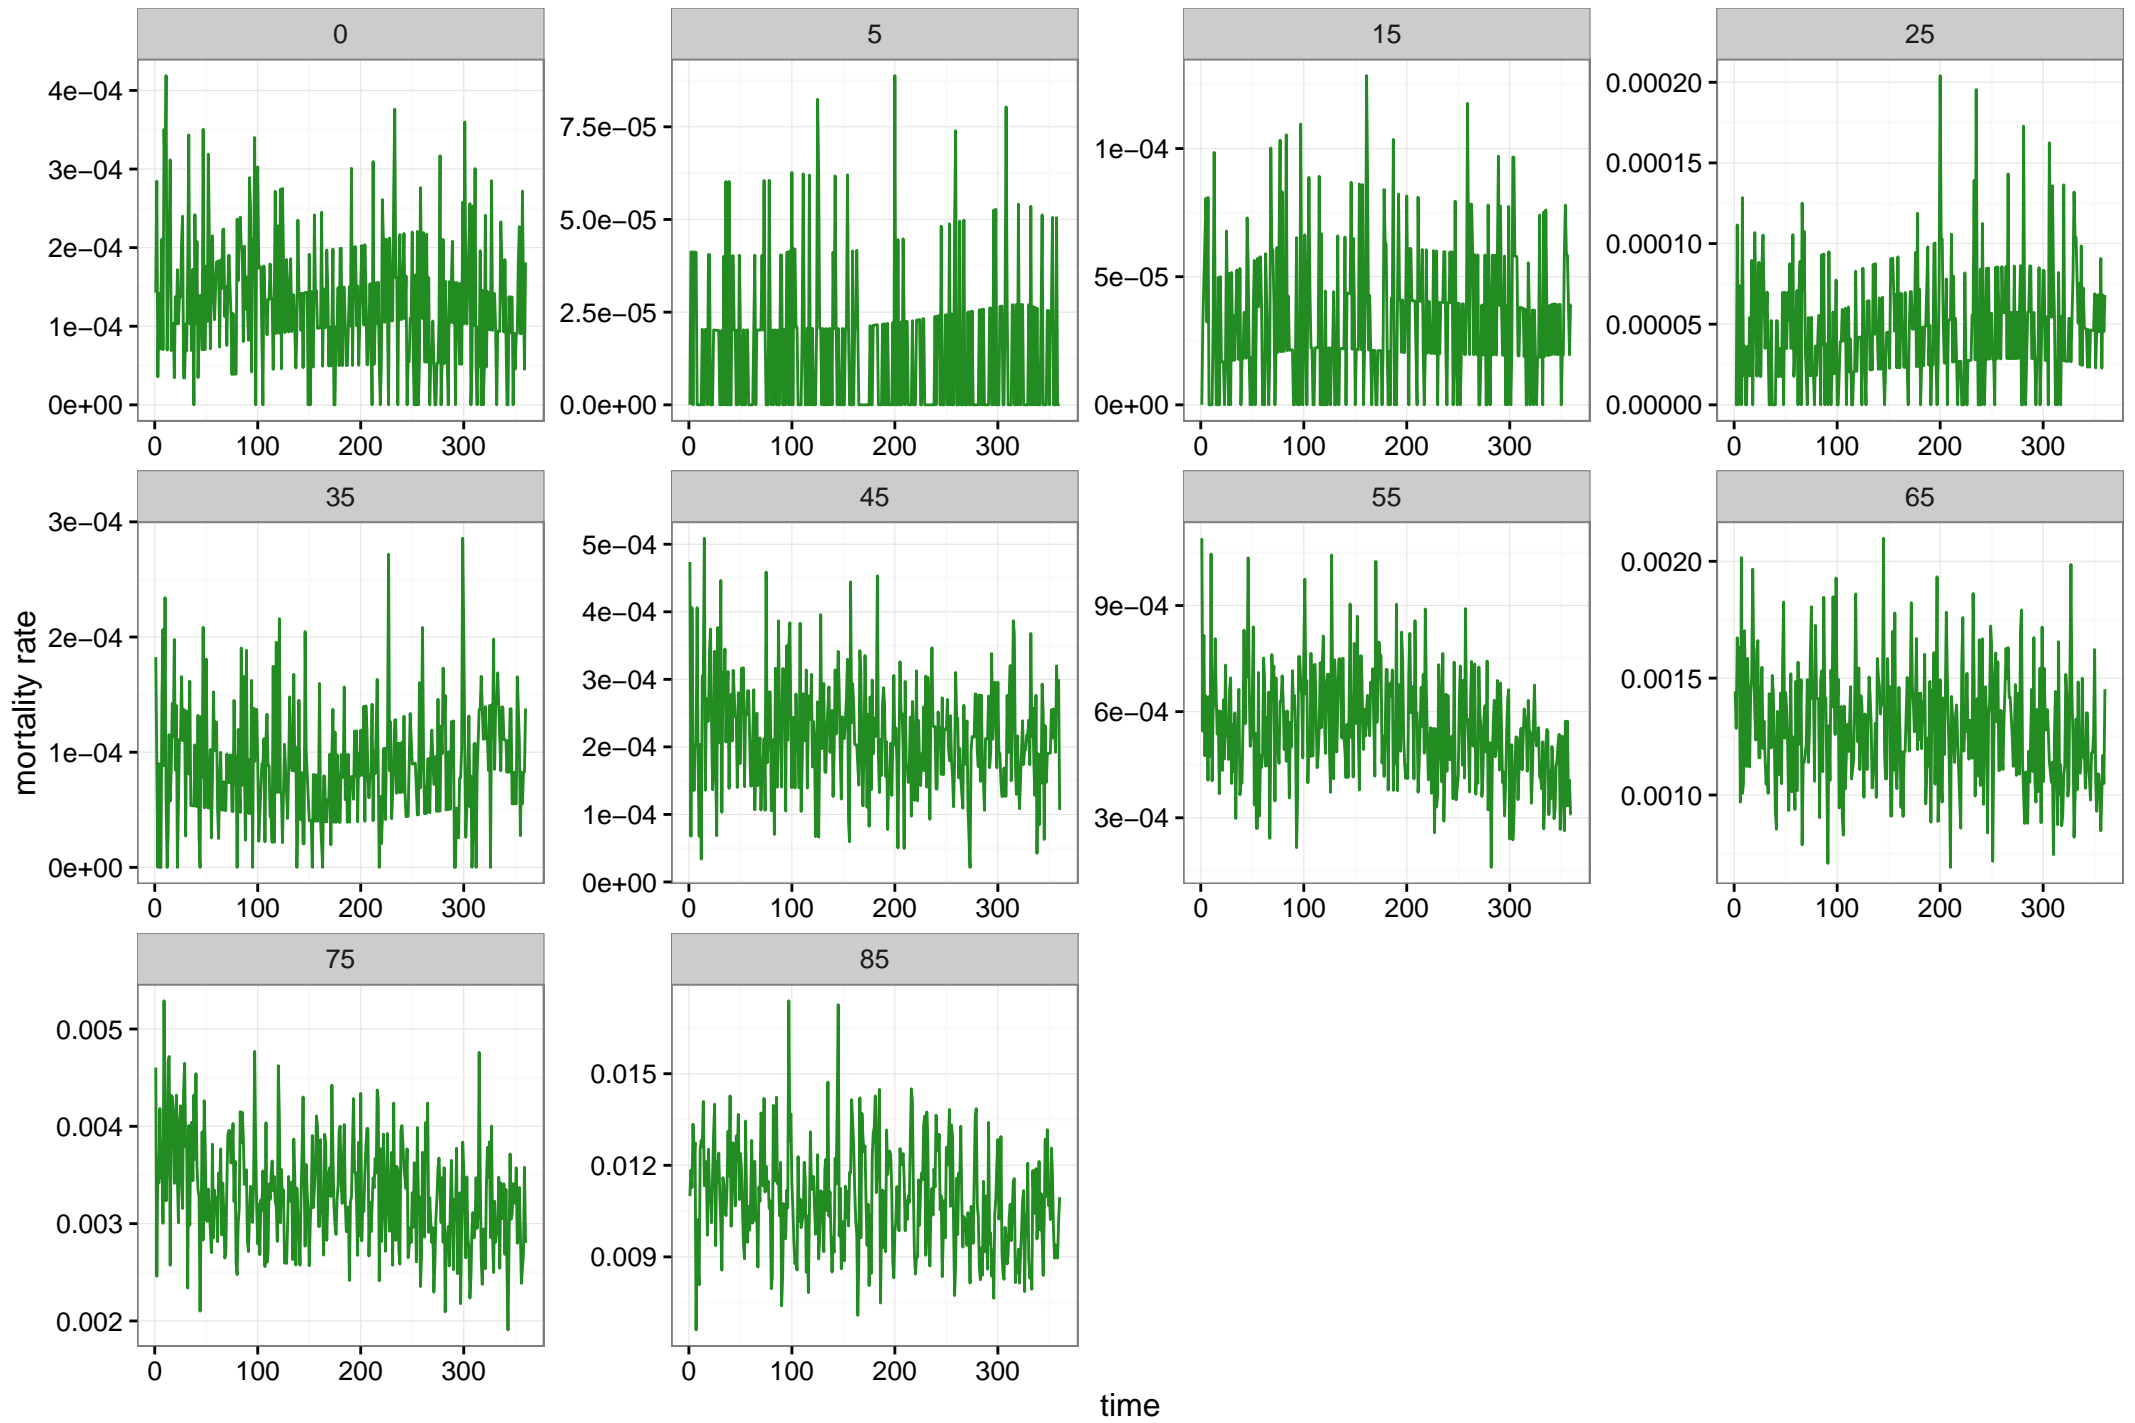 0 5 15 25
4e−04 7.5e−05 1e−04 0.00020
3e−04 5.0e−05 5e−05 0.00015
2e−04 2.5e−05 0e+00 0.00010
1e−04 0.0e+00 0.00005
0e+00 0.00000
0 100 200 300 0 100 200 300 0 100 200 300 0 100 200 300
35 45 55 65
3e−04 5e−04 9e−04 0.0020
2e−04 4e−04 6e−04 0.0015
1e−04 3e−04 3e−04 0.0010
0e+00 2e−04
1e−04
0e+00
0 100 200 300 0 100 200 300 0 100 200 300 0 100 200 300
mortality rate
75 85
0.005 0.015
0.004 0.012
0.003 0.009
0.002
0 100 200 300 0 100 200 300
time